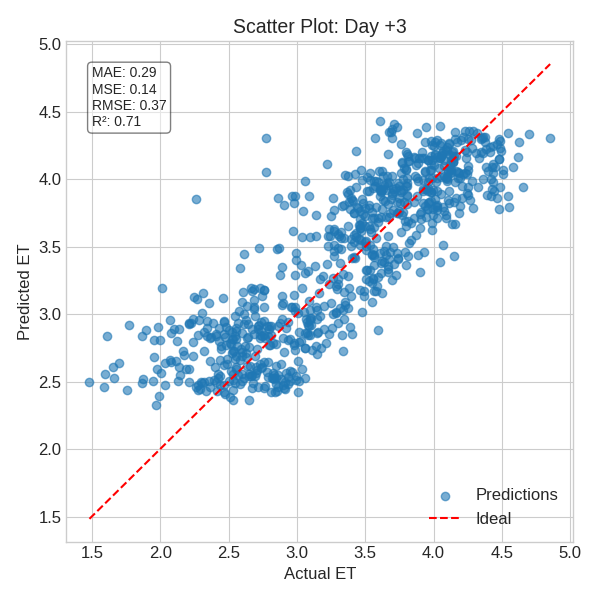 Scatter Plot: Day +3
MAE: 0.29
MSE: 0.14
RMSE: 0.37
R²: 0.71
Predicted ET
5.0
4.5
4.0
3.5
3.0
2.5
2.0
1.5
Predictions
Ideal
1.5 2.0 2.5 3.0 3.5 4.0 4.5 5.0
Actual ET